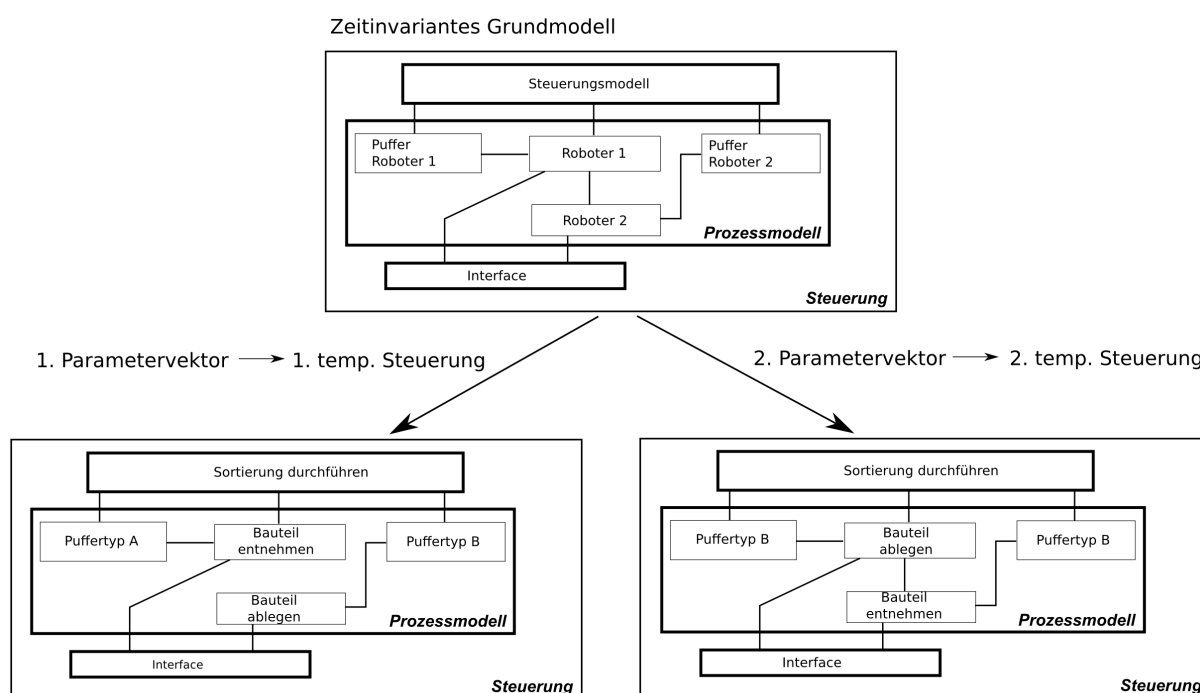 Zeitinvariantes Grundmodell
Steuerungsmodell
Puffer
Roboter 1
Roboter 1
Puffer
Roboter 2
Roboter 2
Prozessmodell
Interface
Steuerung
1. Parametervektor → 1. temp. Steuerung
2. Parametervektor → 2. temp. Steuerung
Sortierung durchführen
Puffertyp A
Bauteil
entnehmen
Puffertyp B
Bauteil
ablegen
Prozessmodell
Interface
Steuerung
Sortierung durchführen
Puffertyp B
Bauteil
ablegen
Puffertyp B
Bauteil
entnehmen
Prozessmodell
Interface
Steuerung